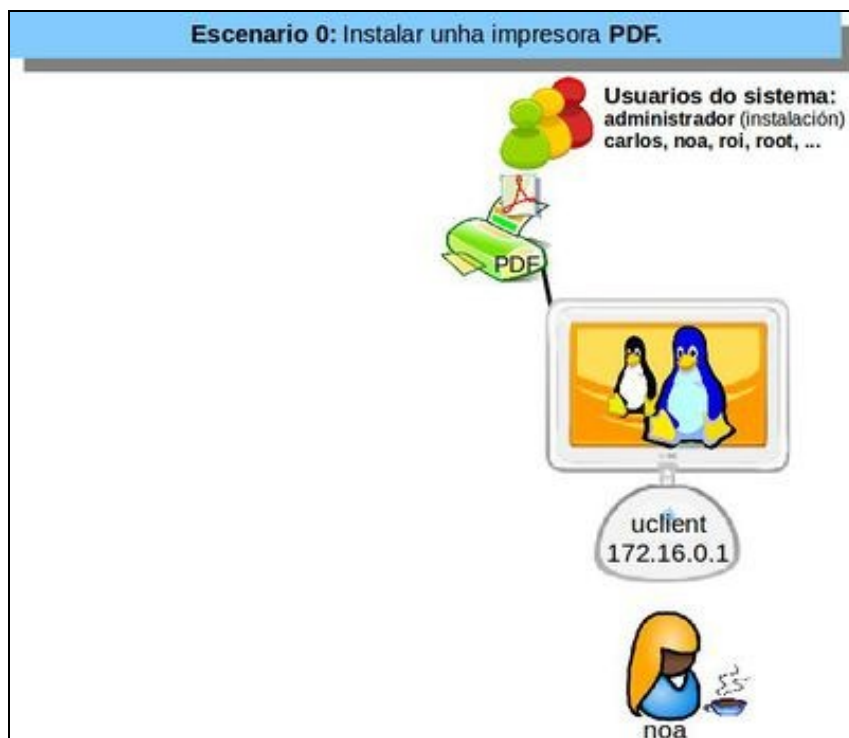 Escenario 0: Instalar unha impresora PDF.
Usuarios do sistema:
administrador (instalación)
carlos, noa, roi, root, ...
PDF
uclient
172.16.0.1
noa